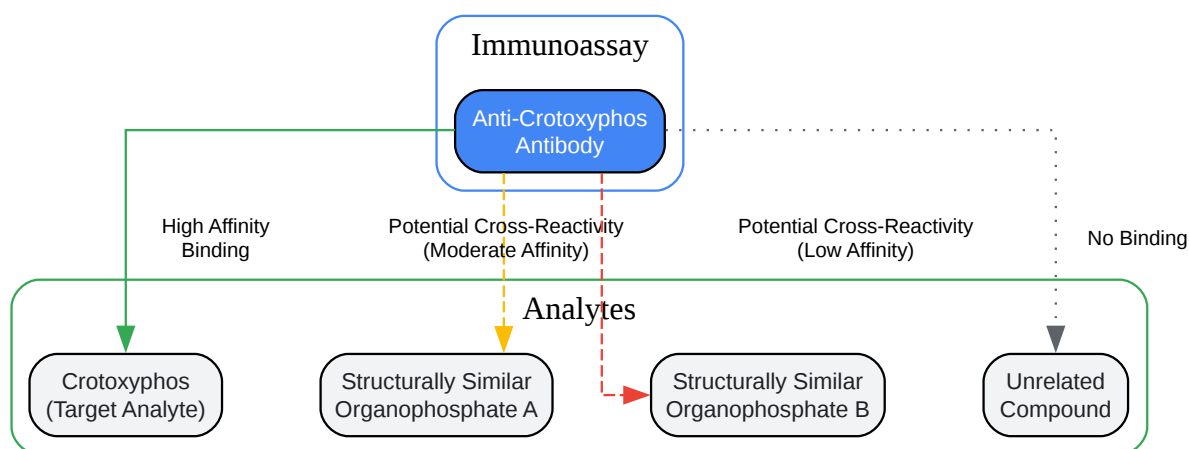 Immunoassay
Anti-Crotoxyphos
Antibody
High Affinity
Binding
Potential Cross-Reactivity
(Moderate Affinity)
Potential Cross-Reactivity
(Low Affinity)
No Binding
Analytes
Crotoxyphos
(Target Analyte)
Structurally Similar
Organophosphate A
Structurally Similar
Organophosphate B
Unrelated
Compound